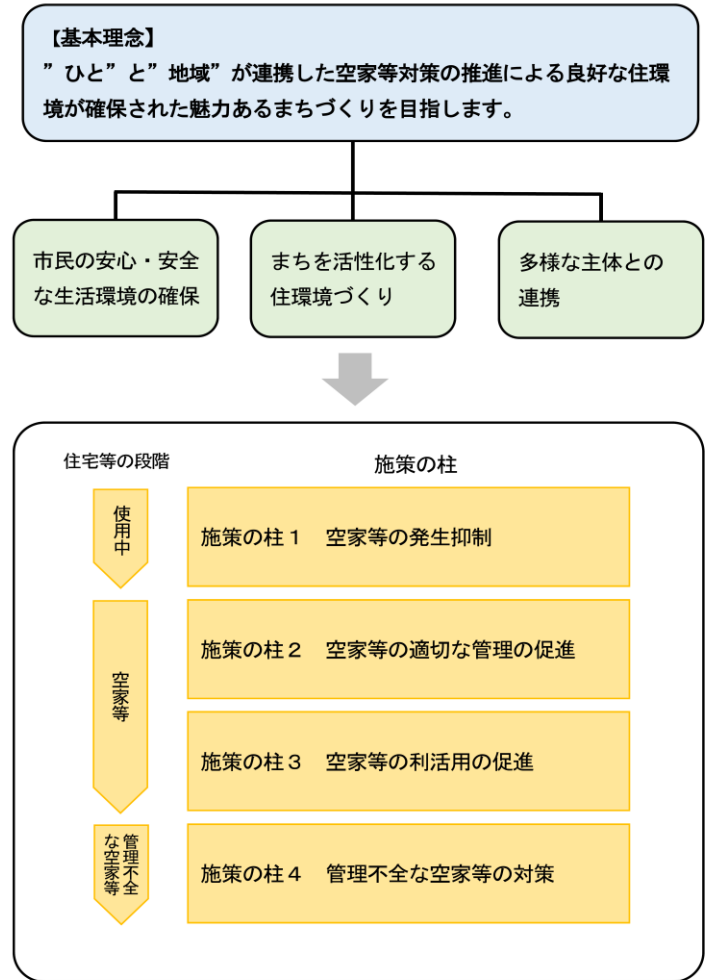 【基本理念】
”ひと”と”地域”が連携した空家等対策の推進による良好な住環
境が確保された魅力あるまちづくりを目指します。
市民の安心・安全
な生活環境の確保
まちを活性化する
住環境づくり
多様な主体との
連携
住宅等の段階
施策の柱
使用中
施策の柱１　空家等の発生抑制
空家等
施策の柱２　空家等の適切な管理の促進
施策の柱３　空家等の利活用の促進
管理不全
な空家等
施策の柱４　管理不全な空家等の対策